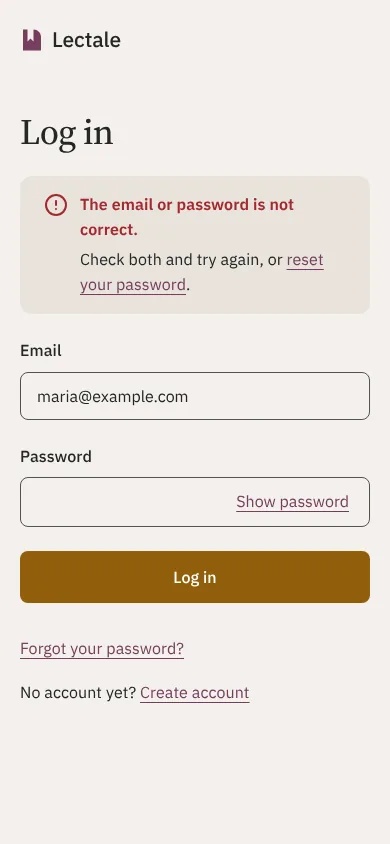 Lectale
Log in
The email or password is not
correct.
Check both and try again, or reset
your password.
Email
maria@example.com
Password
Show password
Log in
Forgot your password?
No account yet? Create account